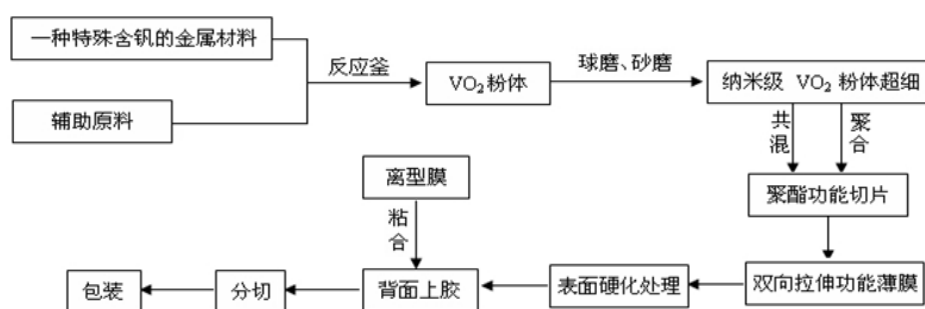 一种特殊含钒的金属材料
辅助原料
反应釜
VO₂粉体
球磨、砂磨
纳米级 VO₂ 粉体超细
共混
聚合
聚酯功能切片
双向拉伸功能薄膜
表面硬化处理
离型膜
粘合
背面上胶
分切
包装